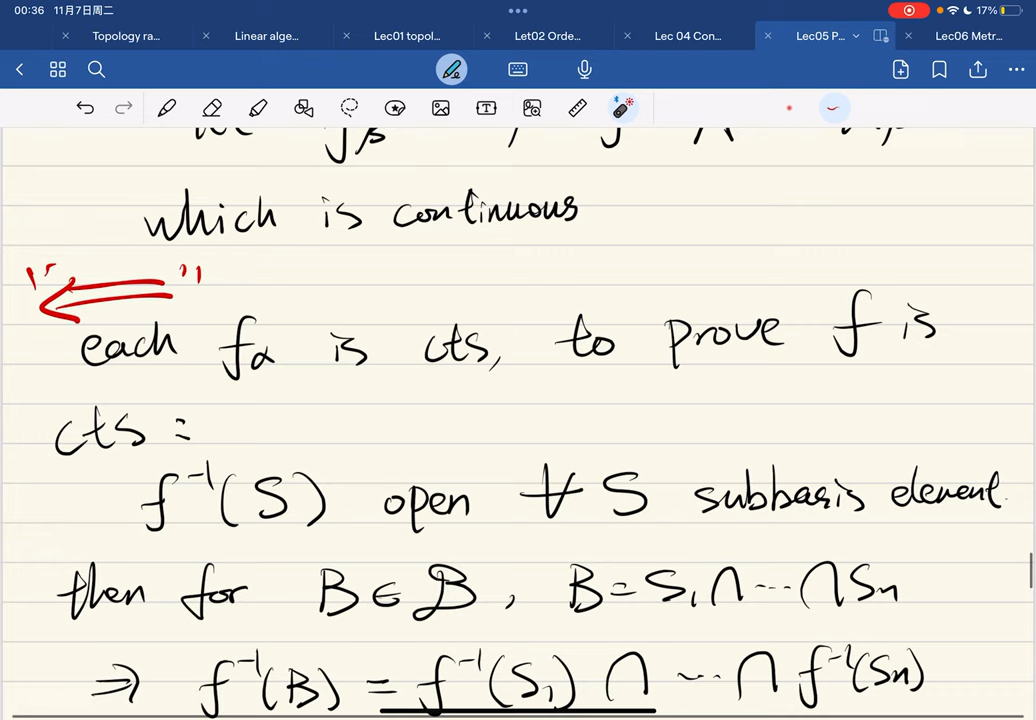 00:36 11月7日周二
17%
Topology ra... Linear alge... Lec01 topol... Let02 Orde... Lec 04 Con... Lec05 P... Lec06 Metr...
which is continuous
"⇐"
each fα is cts, to prove f is
cts:
f⁻¹(S) open ∀ S subbasis element.
then for B ∈ ℬ, B = S₁ ∩ ··· ∩ Sn
⇒ f⁻¹(B) = f⁻¹(S₁) ∩ ··· ∩ f⁻¹(Sn)